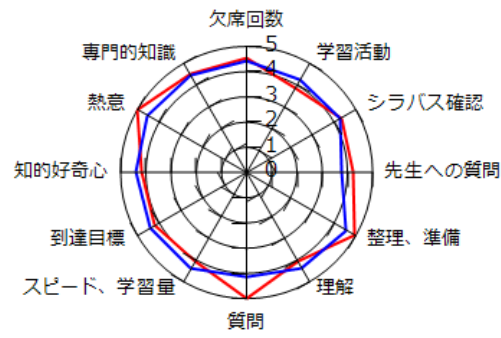 欠席回数
学習活動
シラバス確認
先生への質問
整理、準備
理解
質問
スピード、学習量
到達目標
知的好奇心
熱意
専門的知識
5
4
3
2
1
0